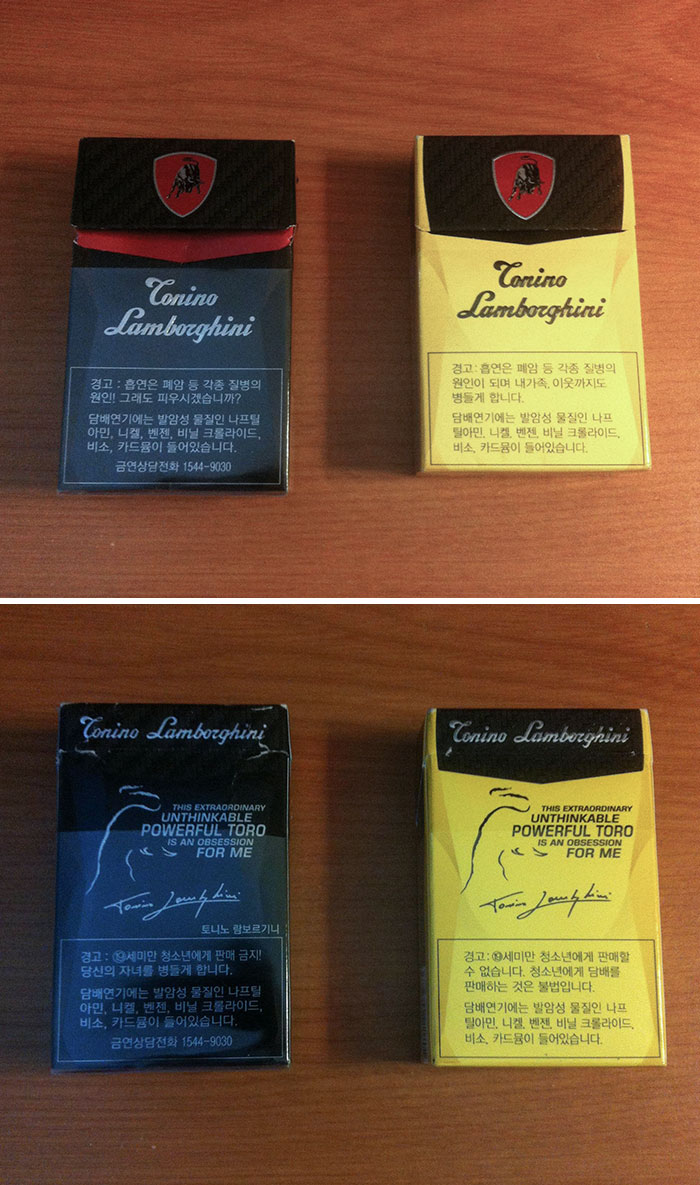 Tonino
Lamborghini
경고 : 흡연은 폐암 등 각종 질병의
원인! 그래도 피우시겠습니까?
담배연기에는 발암성 물질인 나프틸
아민, 니켈, 벤젠, 비닐 크롤라이드,
비소, 카드뮴이 들어있습니다.
금연상담전화 1544-9030
Tonino
Lamborghini
경고 : 흡연은 폐암 등 각종 질병의
원인이 되며 내가족, 이웃까지도
병들게 합니다.
담배연기에는 발암성 물질인 나프
틸아민, 니켈, 벤젠, 비닐 크롤라이드,
비소, 카드뮴이 들어있습니다.
Tonino Lamborghini
THIS EXTRAORDINARY
UNTHINKABLE
POWERFUL TORO
IS AN OBSESSION
FOR ME
Tonino Lamborghini
토니노 람보르기니
경고 : ⑲세미만 청소년에게 판매 금지!
당신의 자녀를 병들게 합니다.
담배연기에는 발암성 물질인 나프틸
아민, 니켈, 벤젠, 비닐 크롤라이드,
비소, 카드뮴이 들어있습니다.
금연상담전화 1544-9030
Tonino Lamborghini
THIS EXTRAORDINARY
UNTHINKABLE
POWERFUL TORO
IS AN OBSESSION
FOR ME
Tonino Lamborghini
경고 : ⑲세미만 청소년에게 판매할
수 없습니다. 청소년에게 담배를
판매하는 것은 불법입니다.
담배연기에는 발암성 물질인 나프
틸아민, 니켈, 벤젠, 비닐 크롤라이드,
비소, 카드뮴이 들어있습니다.